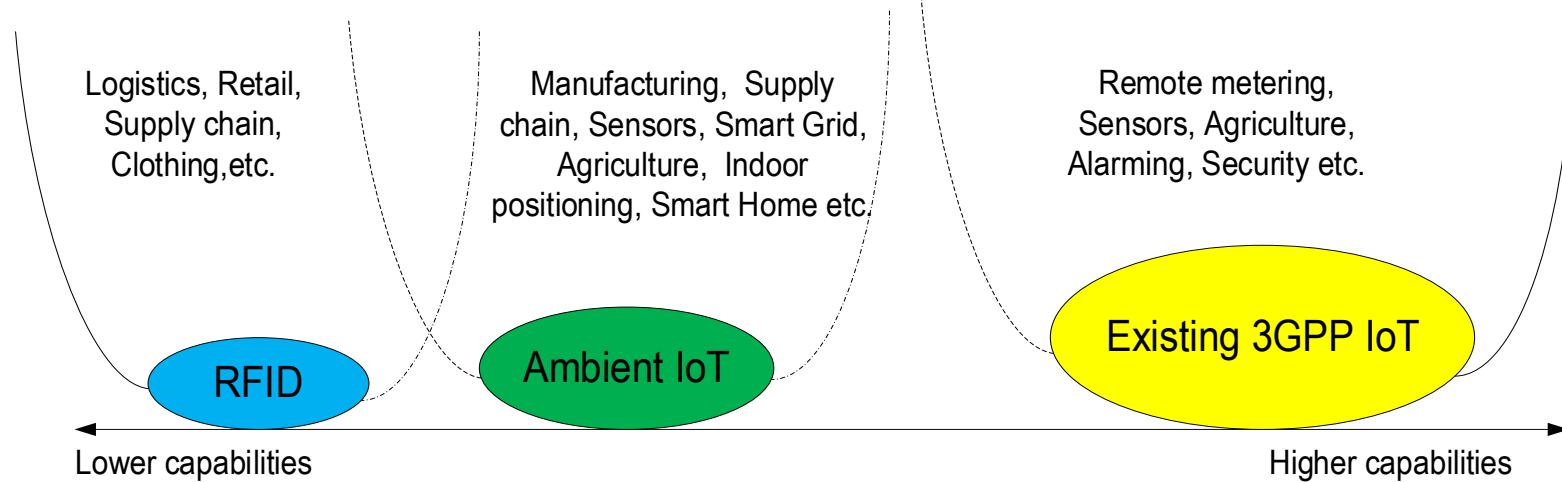 Logistics, Retail,
Supply chain,
Clothing,etc.
Manufacturing, Supply
chain, Sensors, Smart Grid,
Agriculture, Indoor
positioning, Smart Home etc.
Remote metering,
Sensors, Agriculture,
Alarming, Security etc.
RFID
Ambient IoT
Existing 3GPP IoT
Lower capabilities
Higher capabilities